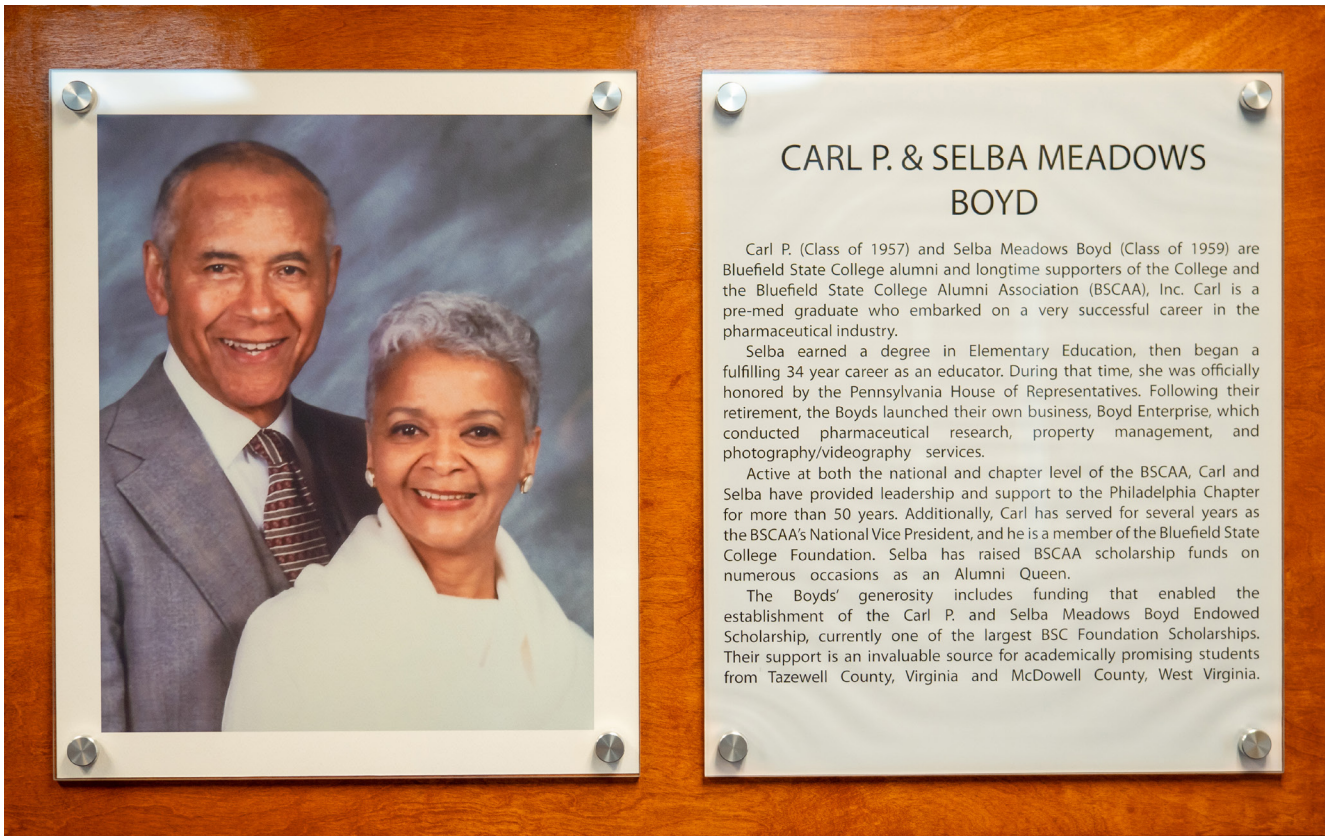 CARL P. & SELBA MEADOWS
BOYD
Carl P. (Class of 1957) and Selba Meadows Boyd (Class of 1959) are
Bluefield State College alumni and longtime supporters of the College and
the Bluefield State College Alumni Association (BSCAA), Inc. Carl is a
pre-med graduate who embarked on a very successful career in the
pharmaceutical industry.
Selba earned a degree in Elementary Education, then began a
fulfilling 34 year career as an educator. During that time, she was officially
honored by the Pennsylvania House of Representatives. Following their
retirement, the Boyds launched their own business, Boyd Enterprise, which
conducted pharmaceutical research, property management, and
photography/videography services.
Active at both the national and chapter level of the BSCAA, Carl and
Selba have provided leadership and support to the Philadelphia Chapter
for more than 50 years. Additionally, Carl has served for several years as
the BSCAA's National Vice President, and he is a member of the Bluefield State
College Foundation. Selba has raised BSCAA scholarship funds on
numerous occasions as an Alumni Queen.
The Boyds' generosity includes funding that enabled the
establishment of the Carl P. and Selba Meadows Boyd Endowed
Scholarship, currently one of the largest BSC Foundation Scholarships.
Their support is an invaluable source for academically promising students
from Tazewell County, Virginia and McDowell County, West Virginia.